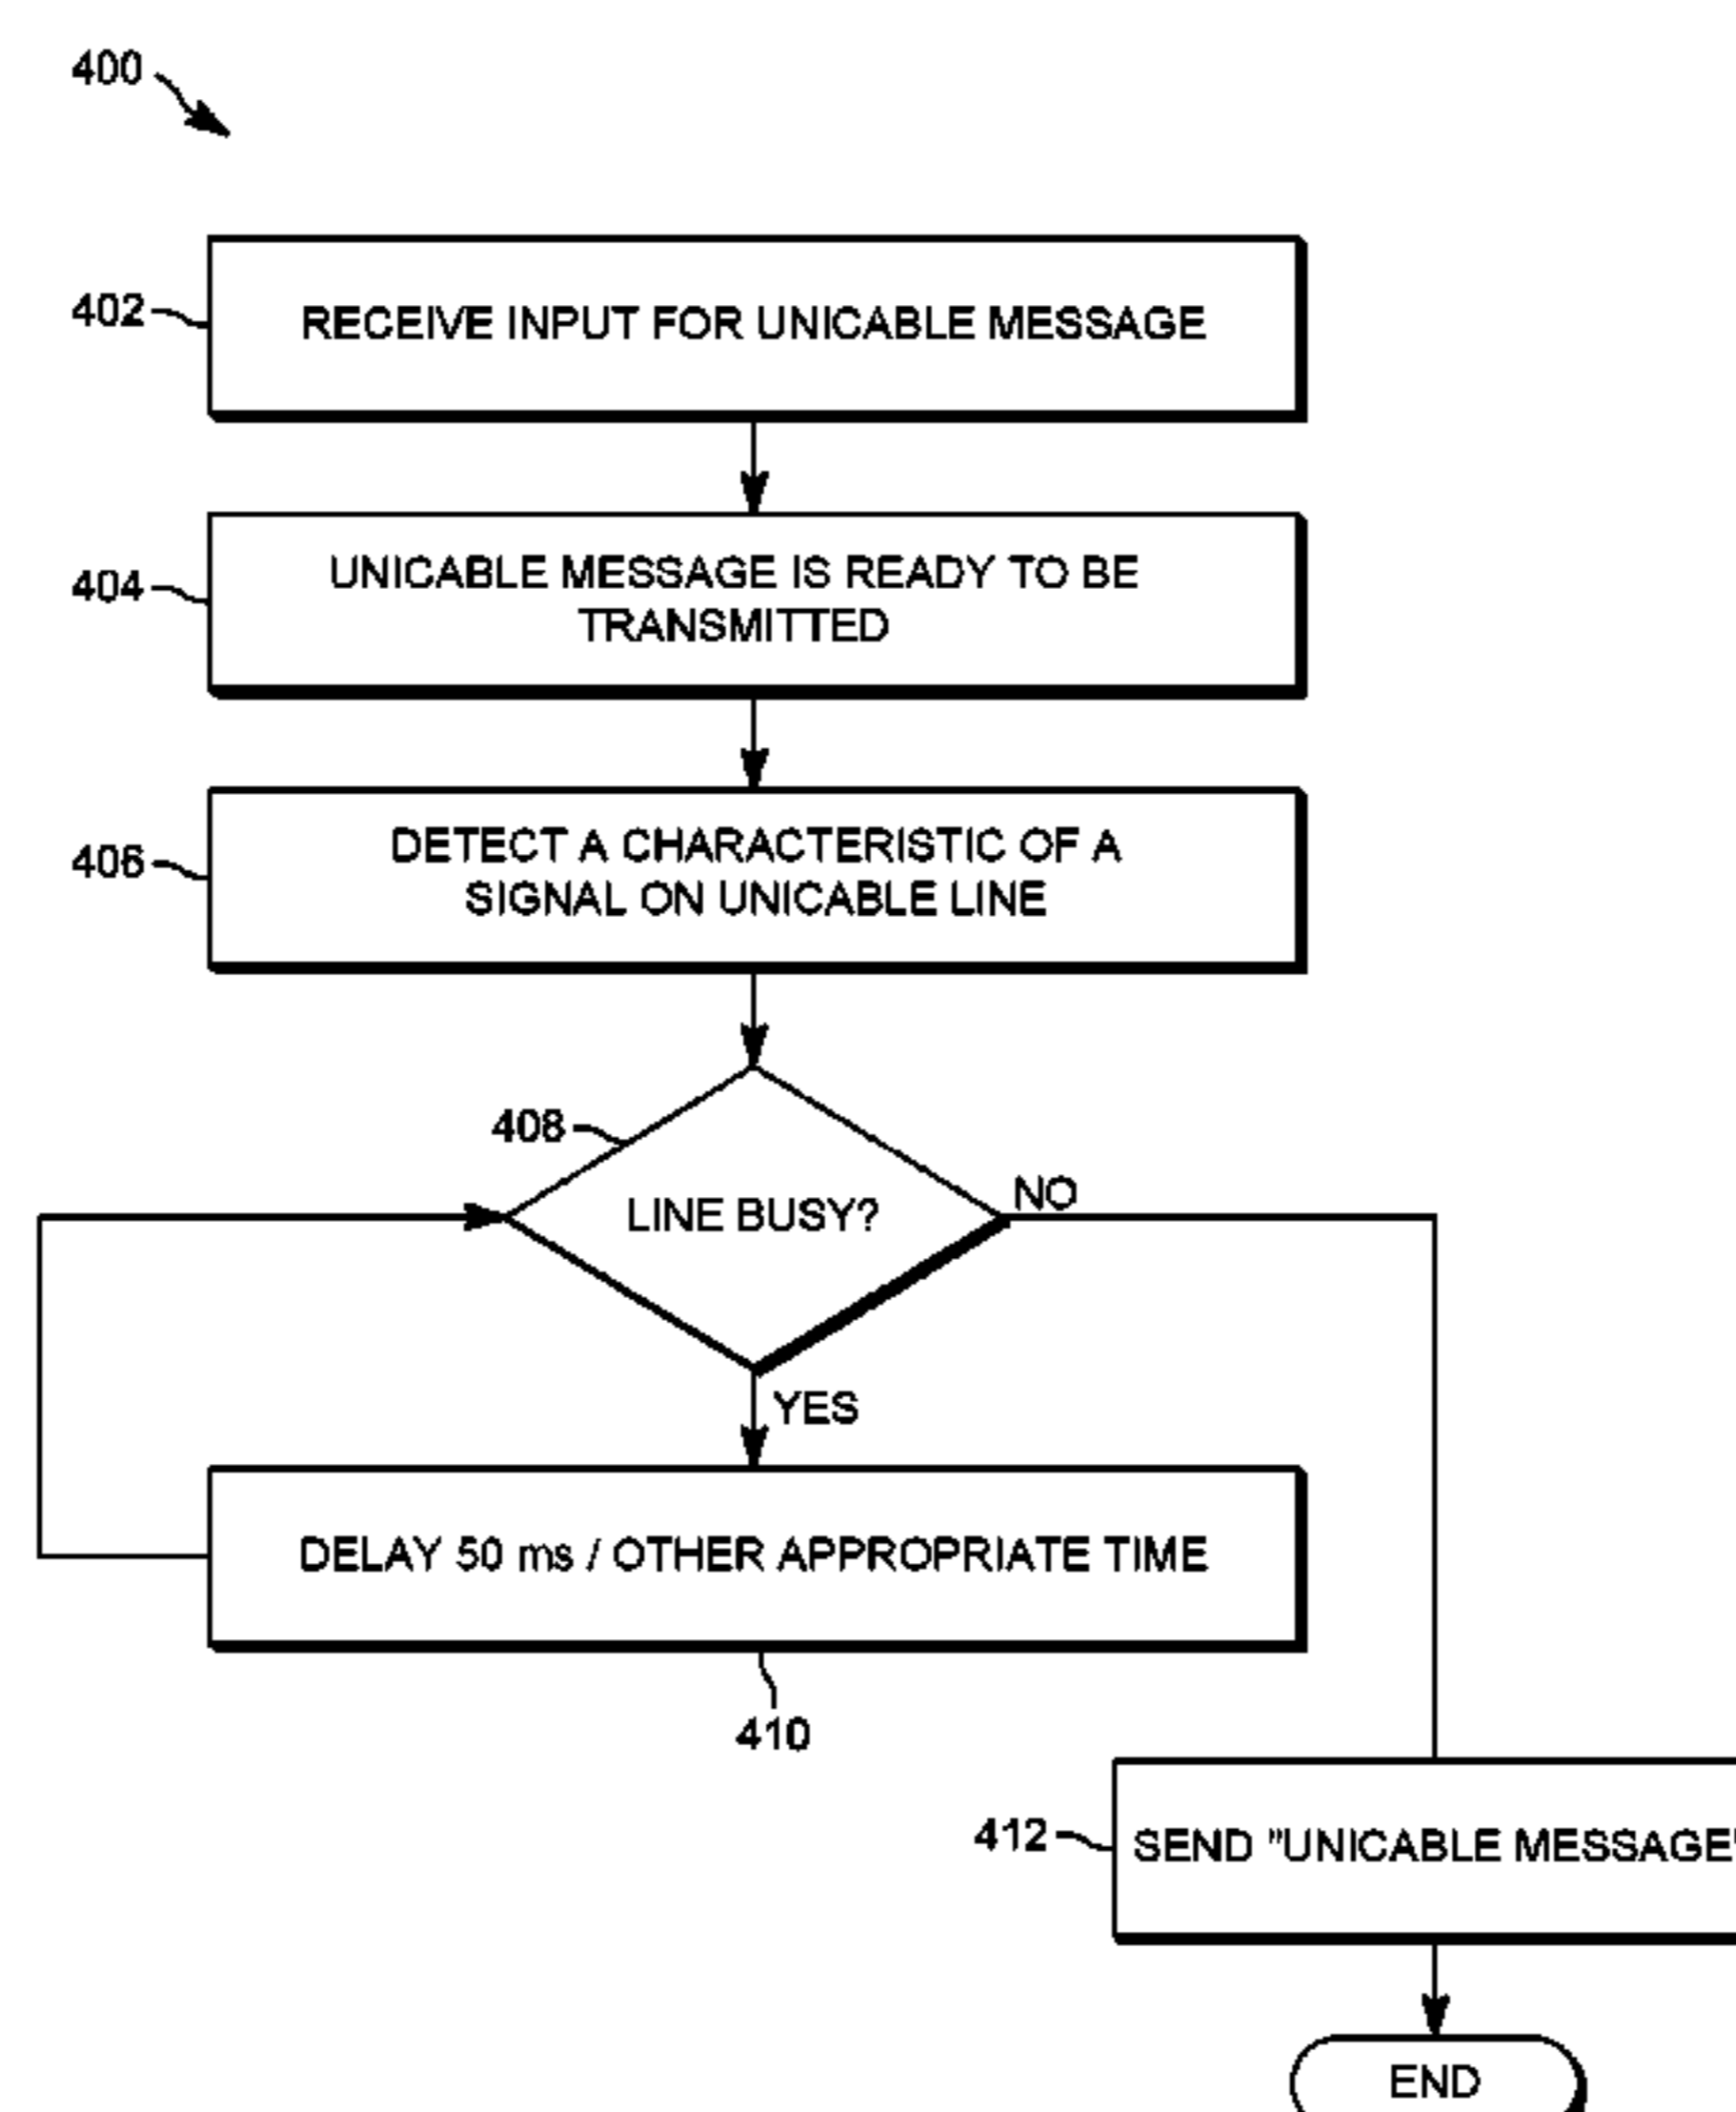 400
402
RECEIVE INPUT FOR UNICABLE MESSAGE
404
UNICABLE MESSAGE IS READY TO BE
TRANSMITTED
406
DETECT A CHARACTERISTIC OF A
SIGNAL ON UNICABLE LINE
408
LINE BUSY?
NO
YES
DELAY 50 ms / OTHER APPROPRIATE TIME
410
412
SEND "UNICABLE MESSAGE"
END